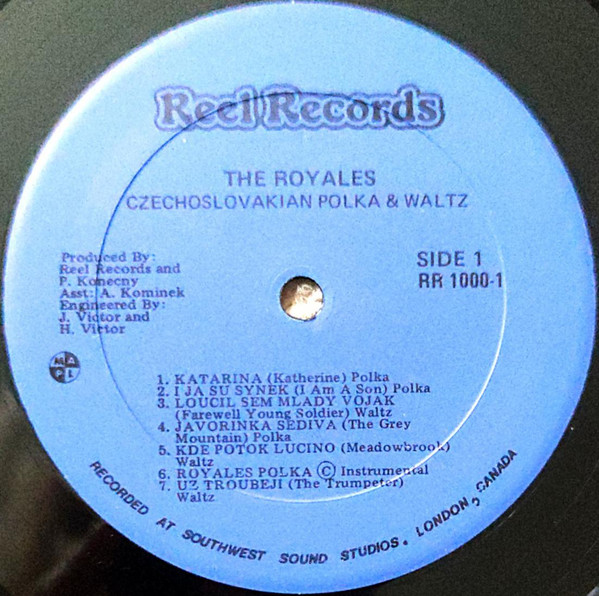 Reel Records
THE ROYALES
CZECHOSLOVAKIAN POLKA & WALTZ
Produced By:
Reel Records and
P. Konecny
Asst: A. Kominek
Engineered By:
J. Victor and
H. Victor
SIDE 1
RR 1000-1
MAPL
1. KATARINA (Katherine) Polka
2. I JA SU SYNEK (I Am A Son) Polka
3. LOUCIL SEM MLADY VOJAK
(Farewell Young Soldier) Waltz
4. JAVORINKA SEDIVA (The Grey
Mountain) Polka
5. KDE POTOK LUCINO (Meadowbrook)
Waltz
6. ROYALES POLKA © Instrumental
7. UZ TROUBEJI (The Trumpeter)
Waltz
RECORDED AT SOUTHWEST SOUND STUDIOS, LONDON, CANADA